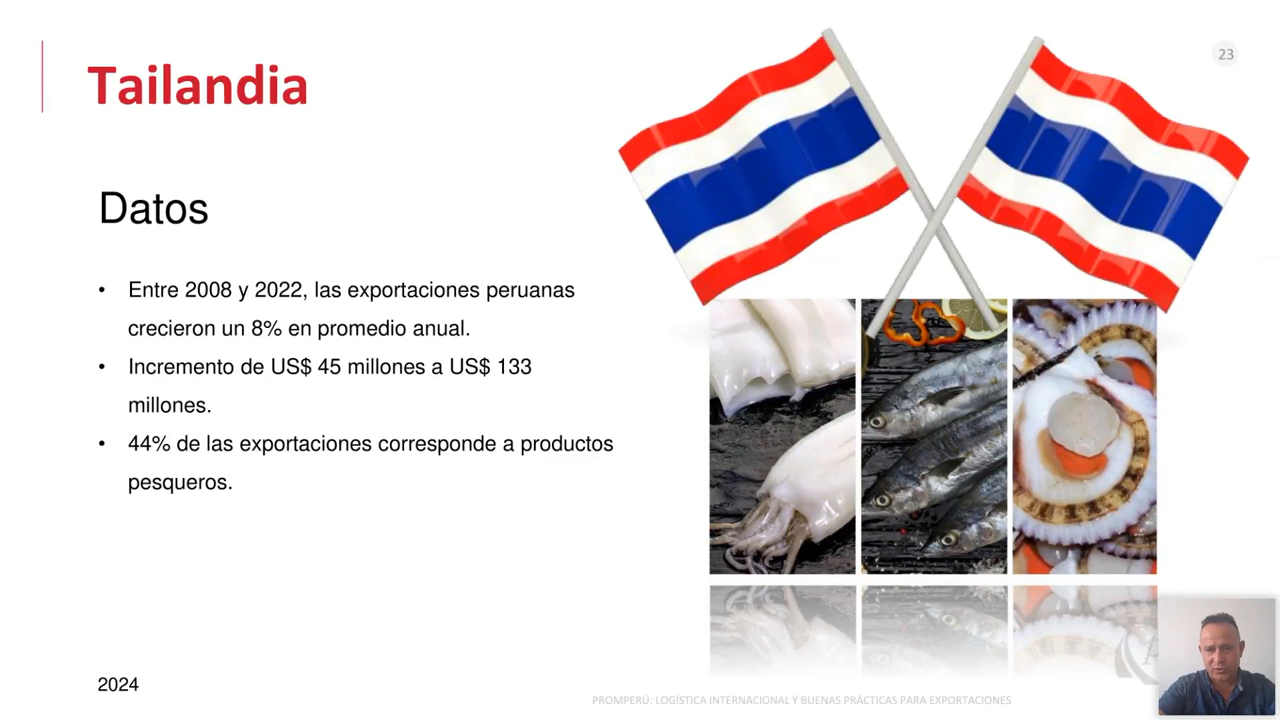 23
Tailandia
Datos
• Entre 2008 y 2022, las exportaciones peruanas
crecieron un 8% en promedio anual.
• Incremento de US$ 45 millones a US$ 133
millones.
• 44% de las exportaciones corresponde a productos
pesqueros.
2024
PROMPERÚ: LOGÍSTICA INTERNACIONAL Y BUENAS PRÁCTICAS PARA EXPORTACIONES